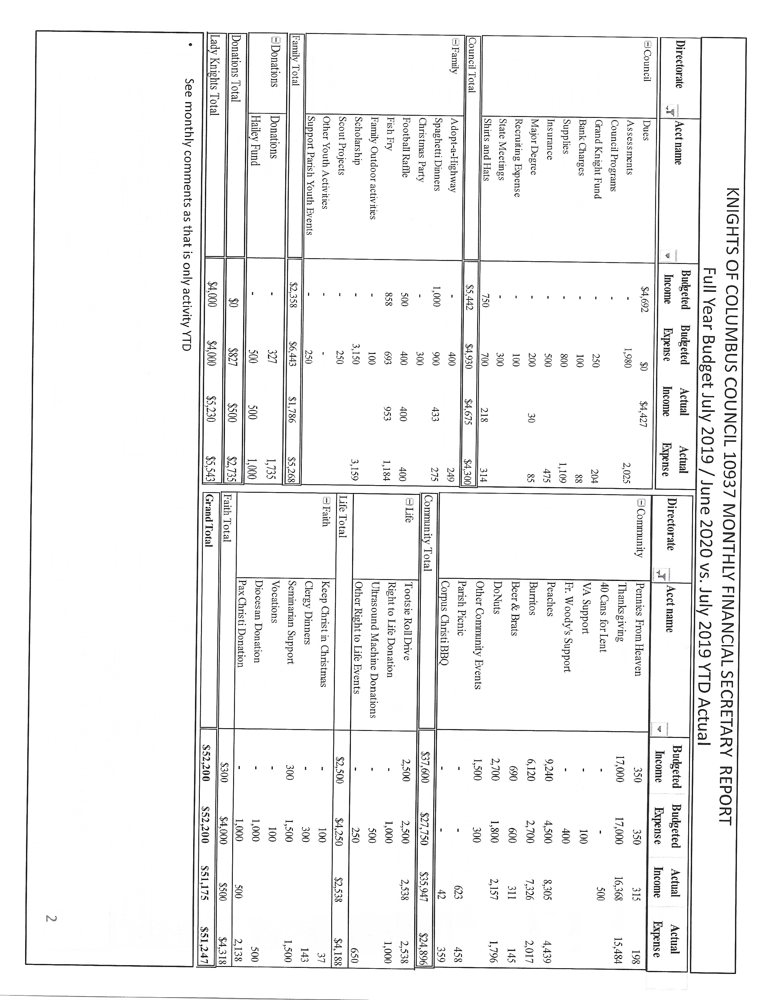 KNIGHTS OF COLUMBUS COUNCIL 10937 MONTHLY FINANCIAL SECRETARY REPORT
Full Year Budget July 2019 / June 2020 vs. July 2019 YTD Actual
Directorate Acct name Budgeted Income Budgeted Expense Actual Income Actual Expense
Council Dues $4,692 $0 $4,427
Assessments - 1,980 2,025
Council Programs -
Grand Knight Fund - 250 204
Bank Charges - 100 88
Supplies - 800 1,109
Insurance - 500 475
Major Degree - 200 30 85
Recruiting Expense - 100
State Meetings - 300
Shirts and Hats 750 700 218 314
Council Total $5,442 $4,930 $4,675 $4,300
Family Adopt-a-Highway - 400 249
Spaghetti Dinners 1,000 900 433 275
Christmas Party - 300
Football Raffle 500 400 400 400
Fish Fry 858 693 953 1,184
Family Outdoor activities - 100
Scholarship - 3,150 3,159
Scout Projects - 250
Other Youth Activities - -
Support Parish Youth Events - 250
Family Total $2,358 $6,443 $1,786 $5,268
Donations Donations - 327 1,735
Hailey Fund - 500 500 1,000
Donations Total $0 $827 $500 $2,735
Lady Knights Total $4,000 $4,000 $5,230 $5,543
Directorate Acct name Budgeted Income Budgeted Expense Actual Income Actual Expense
Community Pennies From Heaven 350 350 315 198
Thanksgiving 17,000 17,000 16,368 15,484
40 Cans for Lent - - 500
VA Support - 100
Fr. Woody's Support - 400
Peaches 9,240 4,500 8,305 4,439
Burritos 6,120 2,700 7,326 2,017
Beer & Brats 690 600 311 145
DoNuts 2,700 1,800 2,157 1,796
Other Community Events 1,500 300
Parish Picnic - - 623 458
Corpus Christi BBQ - - 42 359
Community Total $37,600 $27,750 $35,947 $24,896
Life Tootsie Roll Drive 2,500 2,500 2,538 2,538
Right to Life Donation - 1,000 1,000
Ultrasound Machine Donations - 500
Other Right to Life Events - 250 650
Life Total $2,500 $4,250 $2,538 $4,188
Faith Keep Christ in Christmas - 100 37
Clergy Dinners - 300 143
Seminarian Support 300 1,500 1,500
Vocations - 100
Diocesan Donation - 1,000 500
Pax Christi Donation - 1,000 500 2,138
Faith Total $300 $4,000 $500 $4,318
Grand Total $52,200 $52,200 $51,175 $51,247
• See monthly comments as that is only activity YTD
2